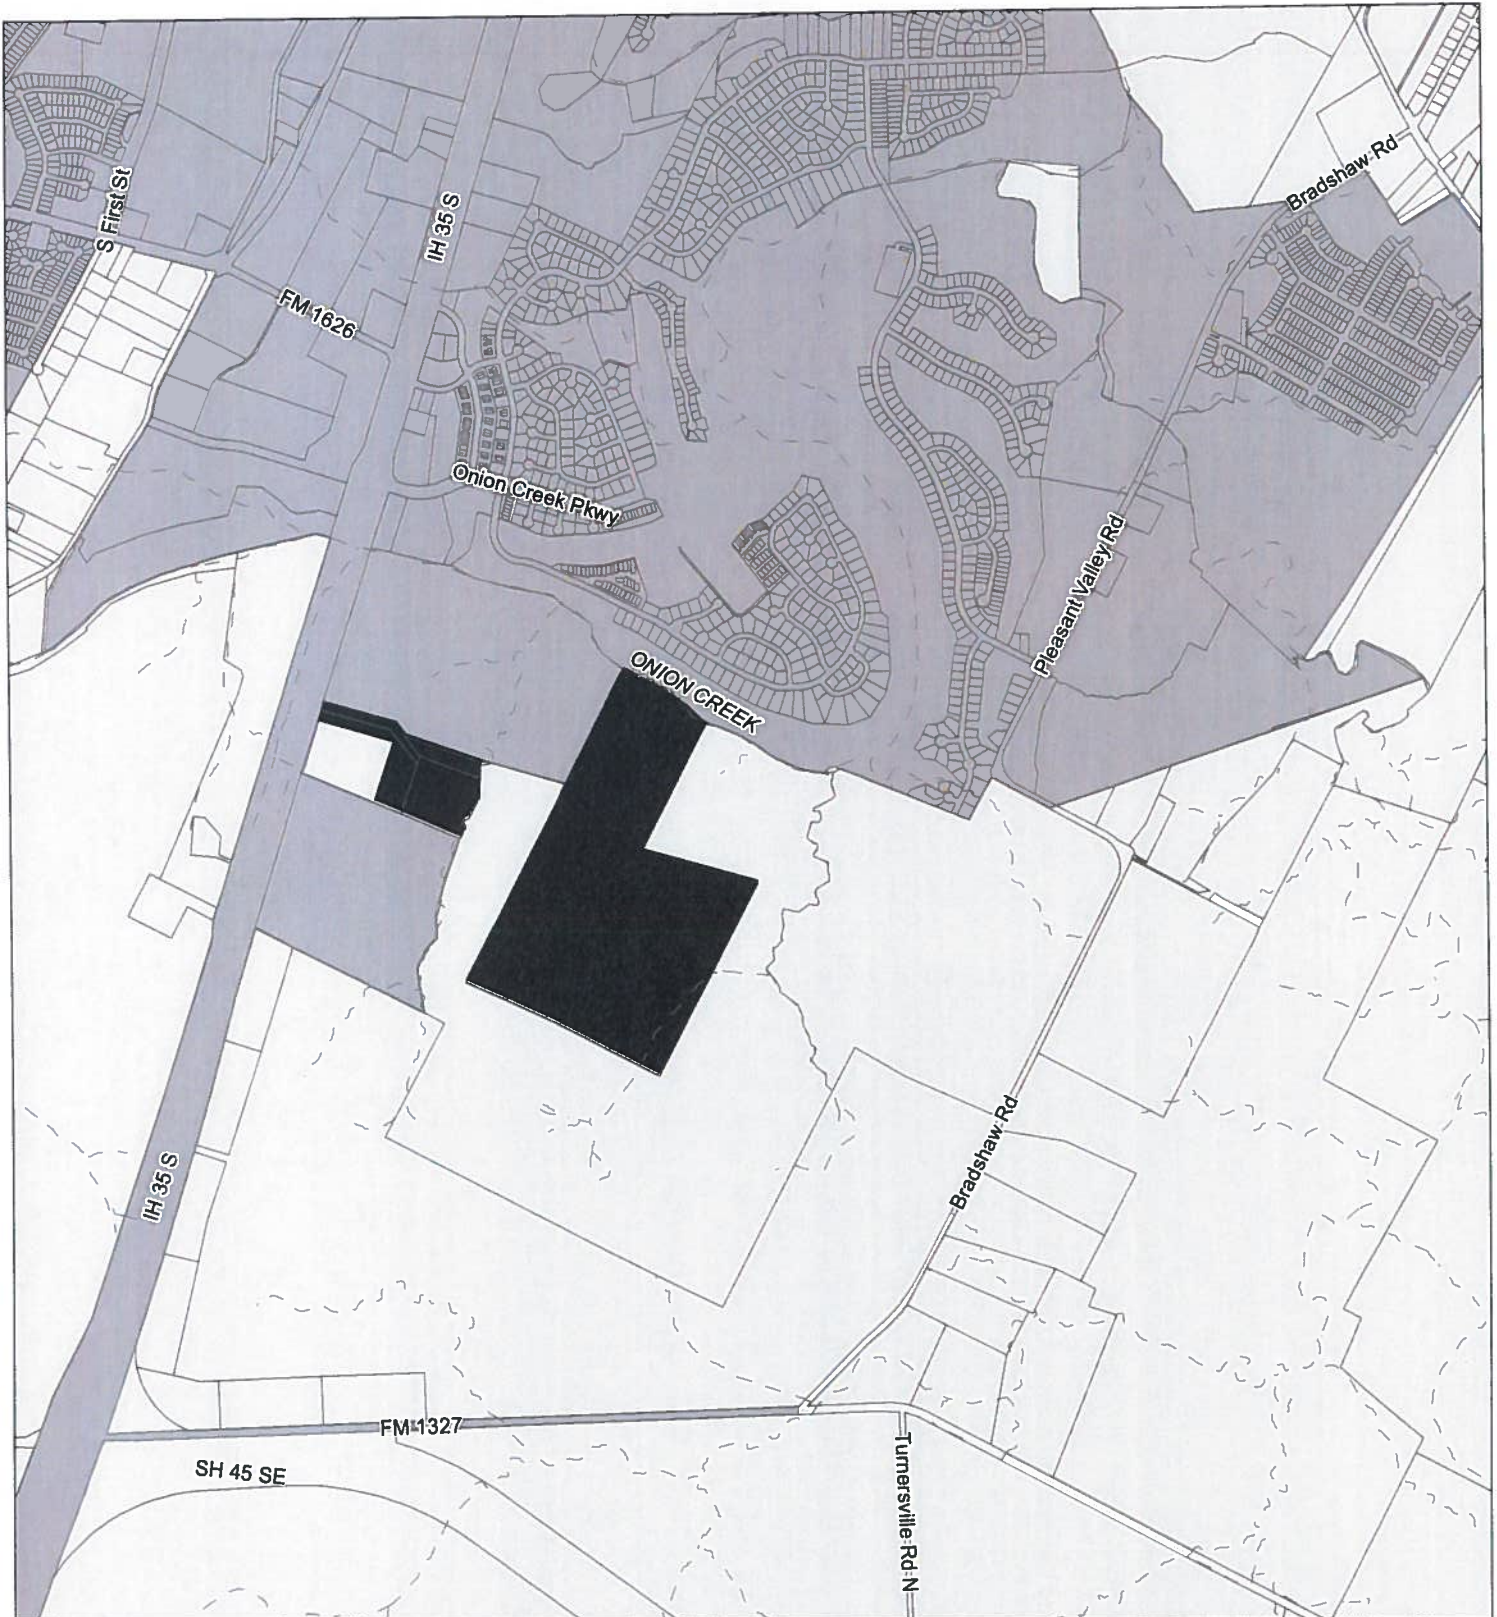 Bradshaw Rd
S First St
IH 35 S
FM 1626
Onion Creek Pkwy
Pleasant Valley Rd
ONION CREEK
Bradshaw Rd
IH 35 S
FM 1327
SH 45 SE
Turnersville Rd N